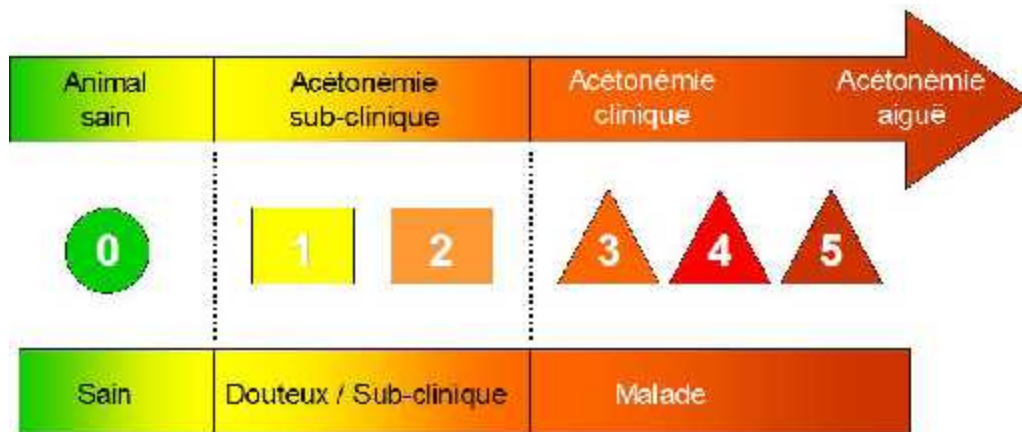 Animal
sain
Acétonémie
sub-clinique
Acétonémie
clinique
Acétonémie
aiguë
0
1
2
3
4
5
Sain
Douteux / Sub-clinique
Malade